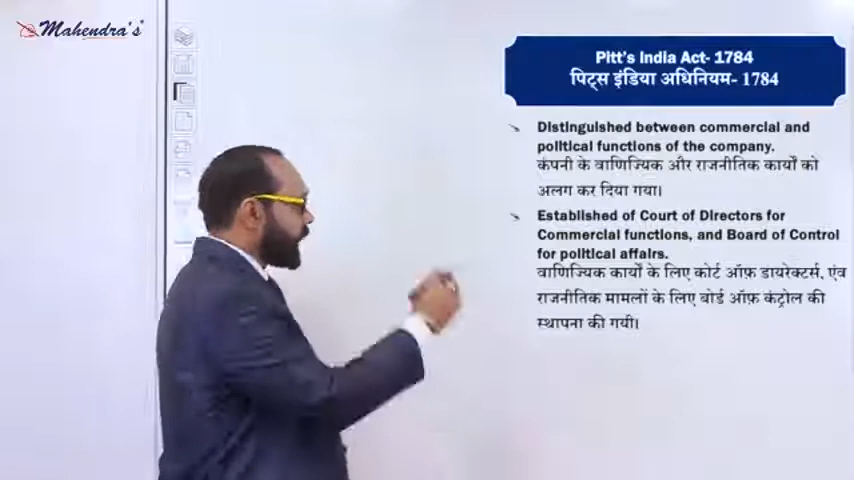 Mahendra's
Pitt's India Act- 1784
पिट्स इंडिया अधिनियम- 1784
Distinguished between commercial and
political functions of the company.
कंपनी के वाणिज्यिक और राजनीतिक कार्यों को
अलग कर दिया गया।
Established of Court of Directors for
Commercial functions, and Board of Control
for political affairs.
वाणिज्यिक कार्यों के लिए कोर्ट ऑफ़ डायरेक्टर्स, एंव
राजनीतिक मामलों के लिए बोर्ड ऑफ़ कंट्रोल की
स्थापना की गयी।